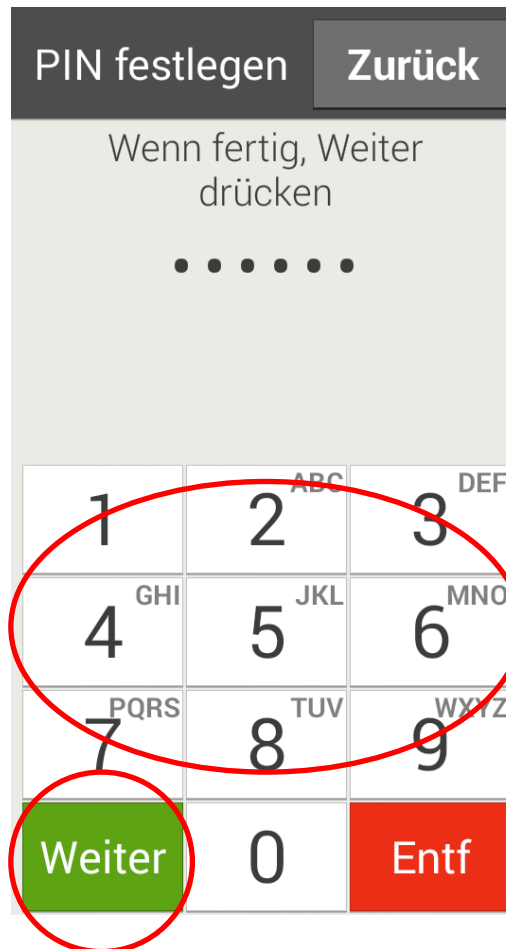 PIN festlegen Zurück
Wenn fertig, Weiter
drücken
••••••
1 2 ABC 3 DEF
4 GHI 5 JKL 6 MNO
7 PQRS 8 TUV 9 WXYZ
Weiter 0 Entf